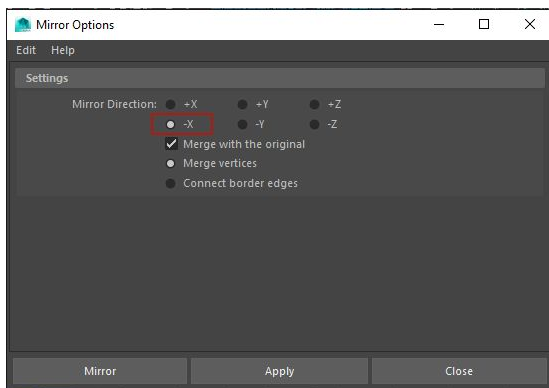 Mirror Options
Edit Help
Settings
Mirror Direction: +X +Y +Z
-X -Y -Z
Merge with the original
Merge vertices
Connect border edges
Mirror Apply Close